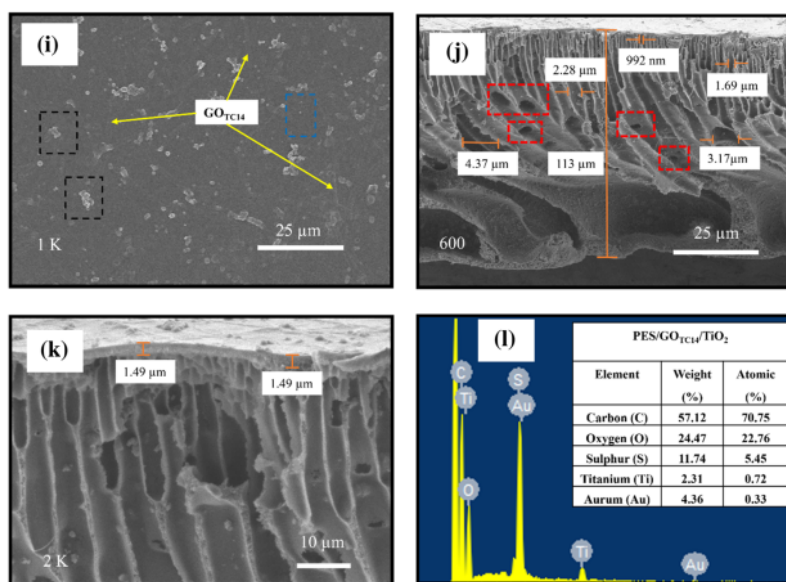 (i)
GO_TC14
1 K
25 µm
(j)
2.28 µm
992 nm
1.69 µm
4.37 µm
113 µm
3.17µm
600
25 µm
(k)
1.49 µm
1.49 µm
2 K
10 µm
(l)
C
Ti
O
S
Au
Ti
Au
PES/GO_TC14/TiO₂
Element Weight (%) Atomic (%)
Carbon (C) 57.12 70.75
Oxygen (O) 24.47 22.76
Sulphur (S) 11.74 5.45
Titanium (Ti) 2.31 0.72
Aurum (Au) 4.36 0.33